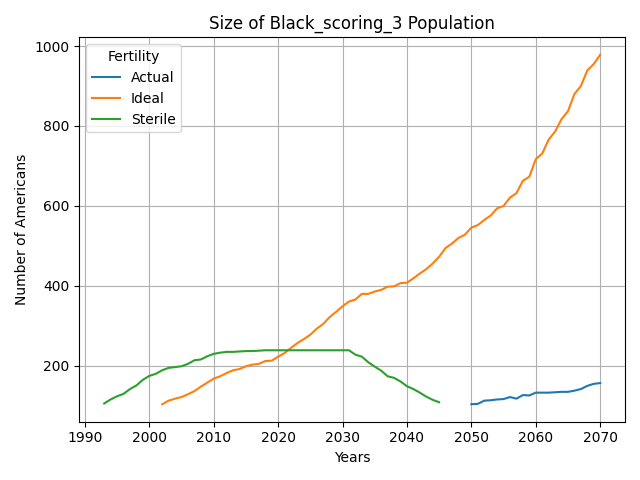 Size of Black_scoring_3 Population
Number of Americans
1000
800
600
400
200
Fertility
Actual
Ideal
Sterile
1990
2000
2010
2020
2030
2040
2050
2060
2070
Years